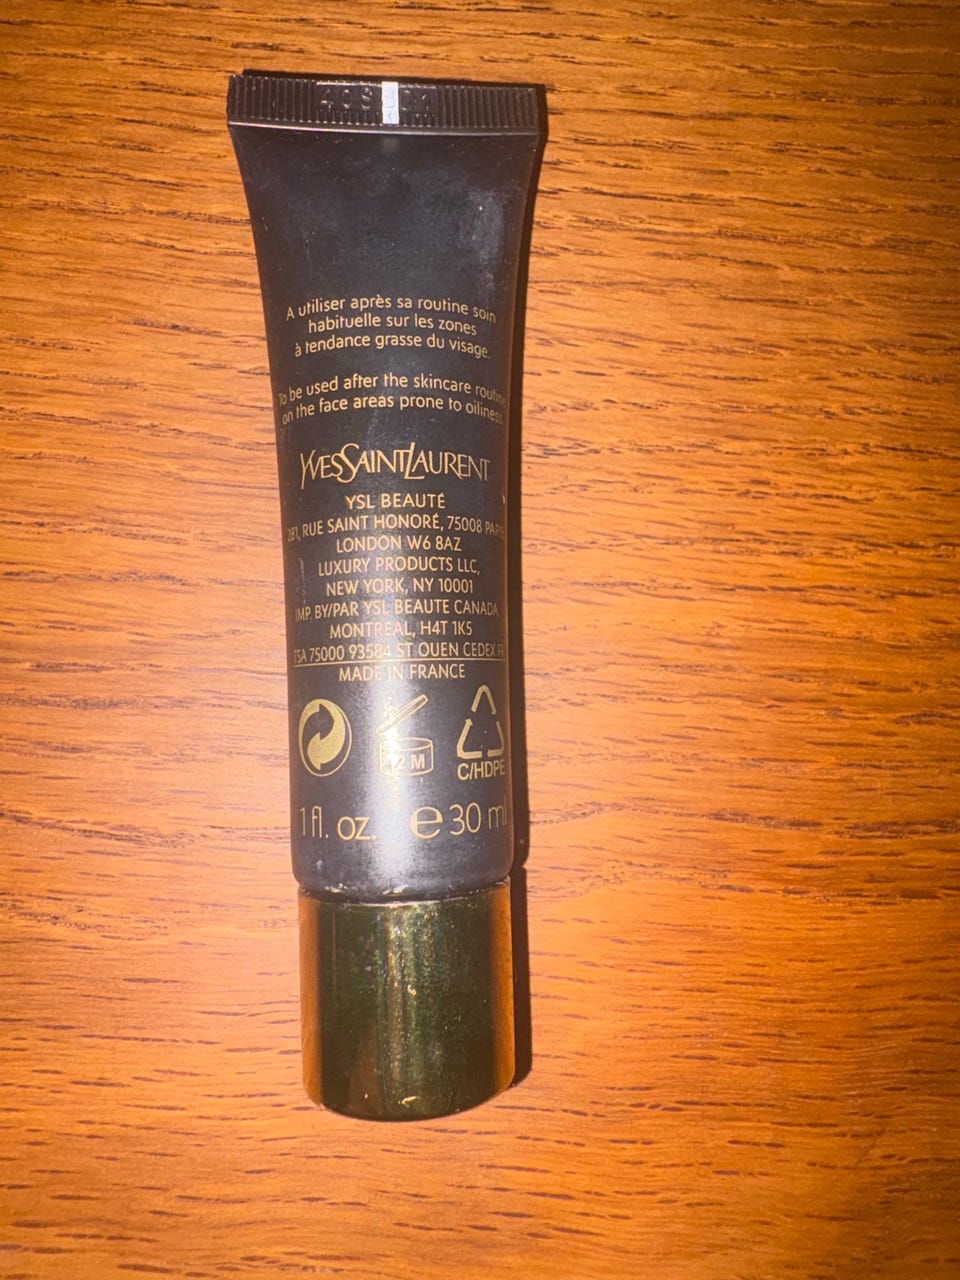 A utiliser après sa routine soin
habituelle sur les zones
à tendance grasse du visage.
To be used after the skincare routine
on the face areas prone to oiliness.
YVESSAINTLAURENT
YSL BEAUTÉ
281, RUE SAINT HONORÉ, 75008 PARIS
LONDON W6 8AZ
LUXURY PRODUCTS LLC,
NEW YORK, NY 10001
IMP. BY/PAR YSL BEAUTE CANADA,
MONTREAL, H4T 1K5
TSA 75000 93584 ST OUEN CEDEX FR
MADE IN FRANCE
12 M
C/HDPE
1 fl. oz. e 30 ml